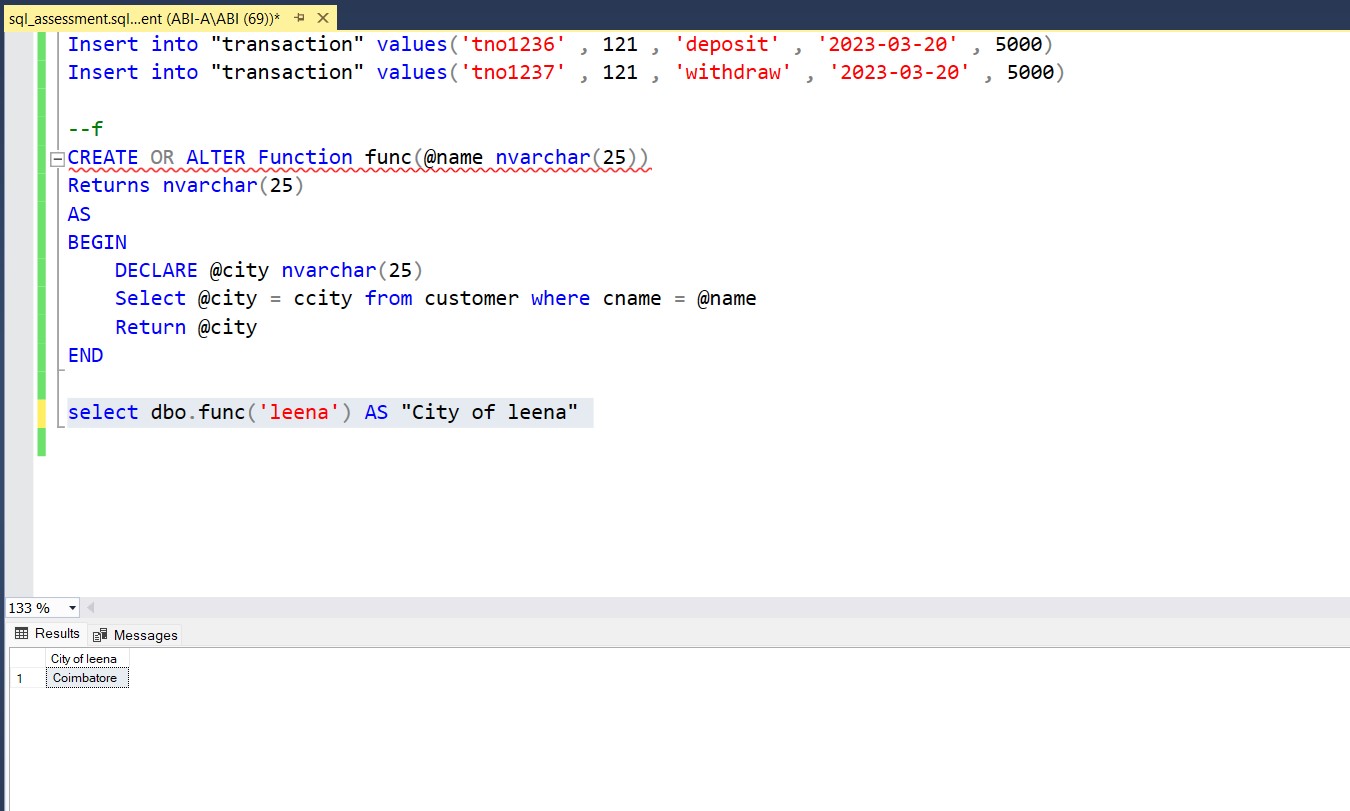 sql_assessment.sql...ent (ABI-A\ABI (69))*
Insert into "transaction" values('tno1236' , 121 , 'deposit' , '2023-03-20' , 5000)
Insert into "transaction" values('tno1237' , 121 , 'withdraw' , '2023-03-20' , 5000)
--f
CREATE OR ALTER Function func(@name nvarchar(25))
Returns nvarchar(25)
AS
BEGIN
DECLARE @city nvarchar(25)
Select @city = ccity from customer where cname = @name
Return @city
END
select dbo.func('leena') AS "City of leena"
133 %
Results Messages
City of leena
1 Coimbatore